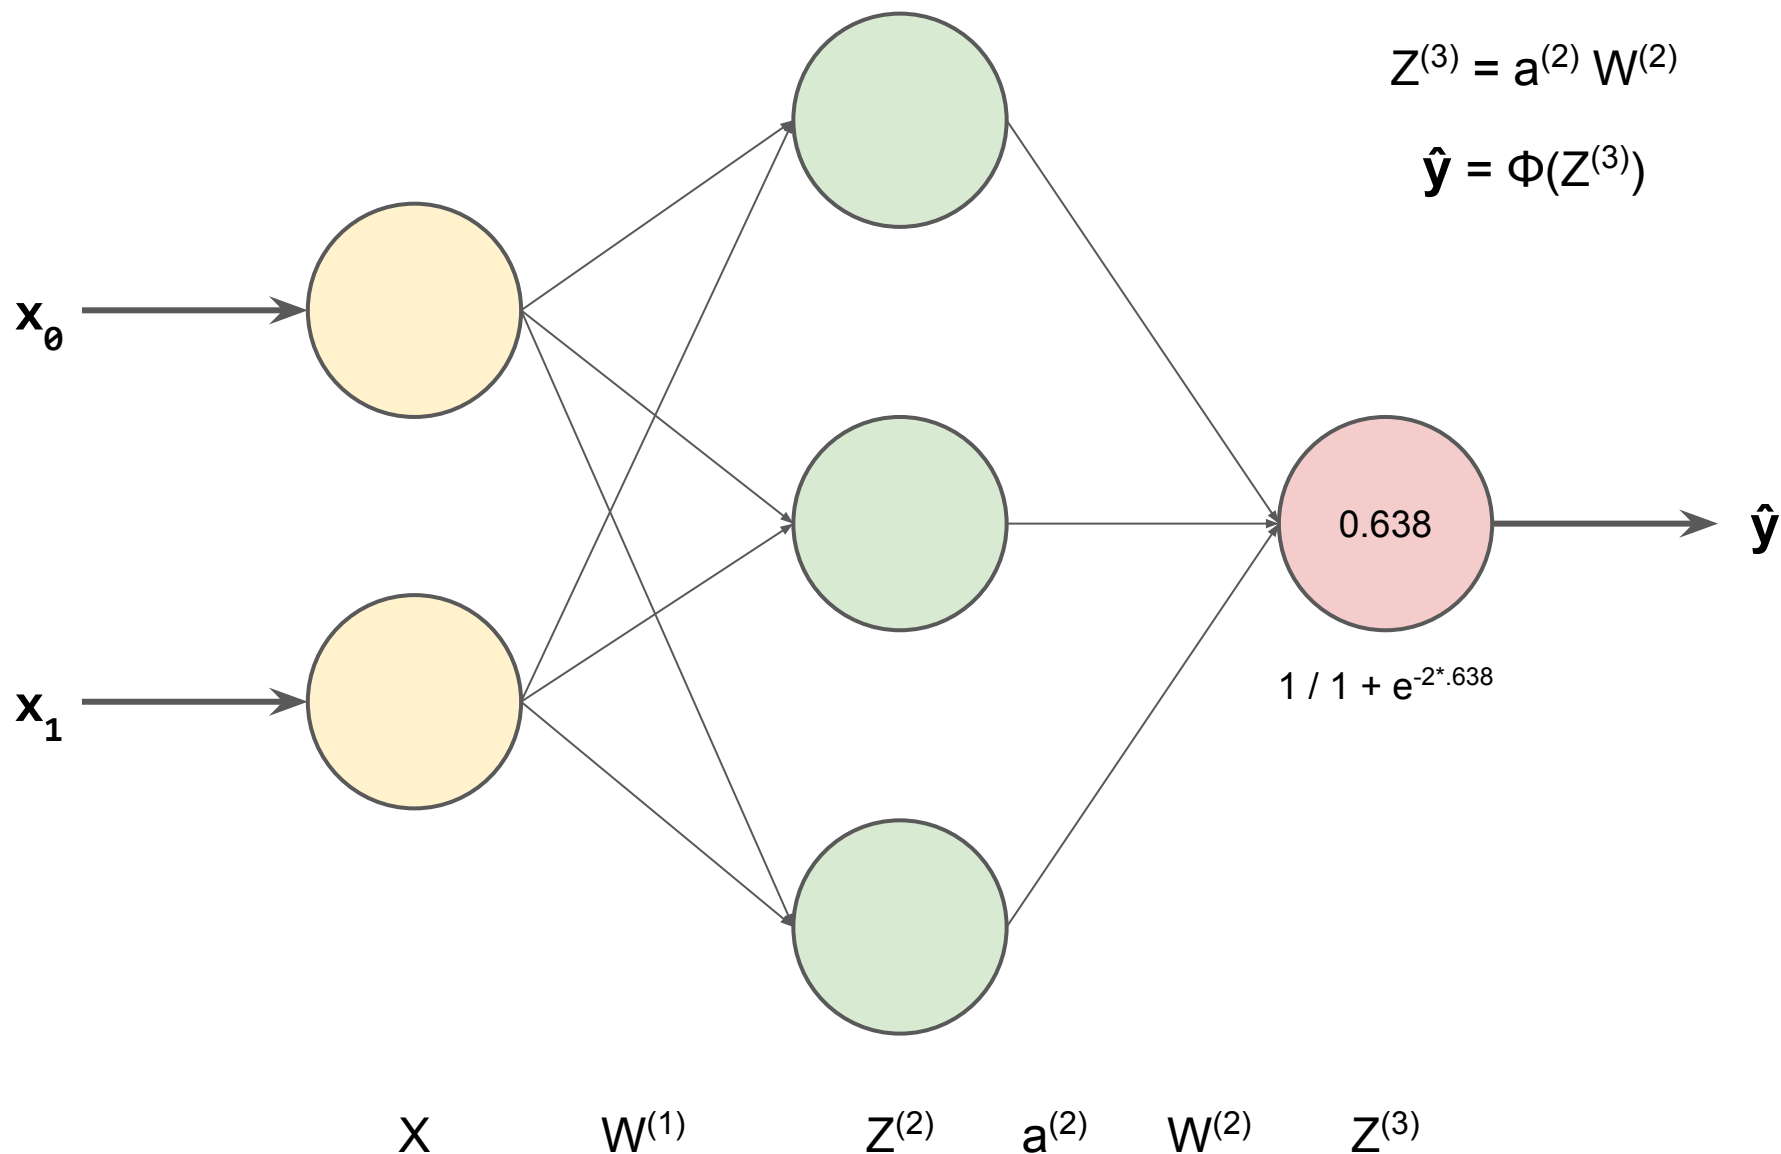 Z⁽³⁾ = a⁽²⁾ W⁽²⁾
ŷ = Φ(Z⁽³⁾)
x₀
0.638
ŷ
1 / 1 + e⁻²*·⁶³⁸
x₁
X W⁽¹⁾ Z⁽²⁾ a⁽²⁾ W⁽²⁾ Z⁽³⁾